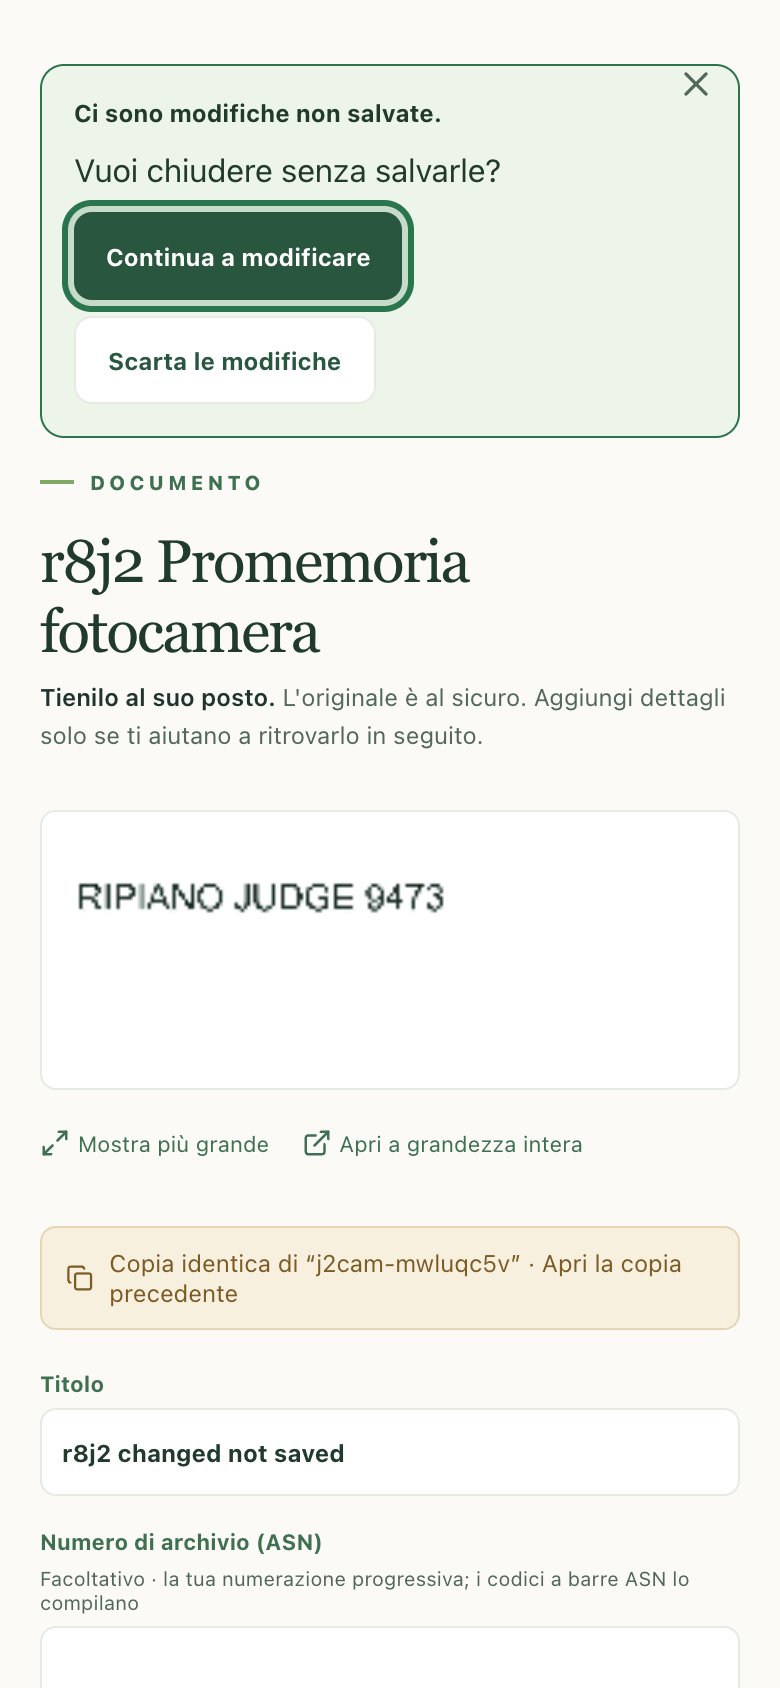 Ci sono modifiche non salvate.
Vuoi chiudere senza salvarle?
Continua a modificare
Scarta le modifiche
DOCUMENTO
r8j2 Promemoria
fotocamera
Tienilo al suo posto. L'originale è al sicuro. Aggiungi dettagli
solo se ti aiutano a ritrovarlo in seguito.
RIPIANO JUDGE 9473
Mostra più grande
Apri a grandezza intera
Copia identica di “j2cam-mwluqc5v” · Apri la copia
precedente
Titolo
r8j2 changed not saved
Numero di archivio (ASN)
Facoltativo · la tua numerazione progressiva; i codici a barre ASN lo
compilano